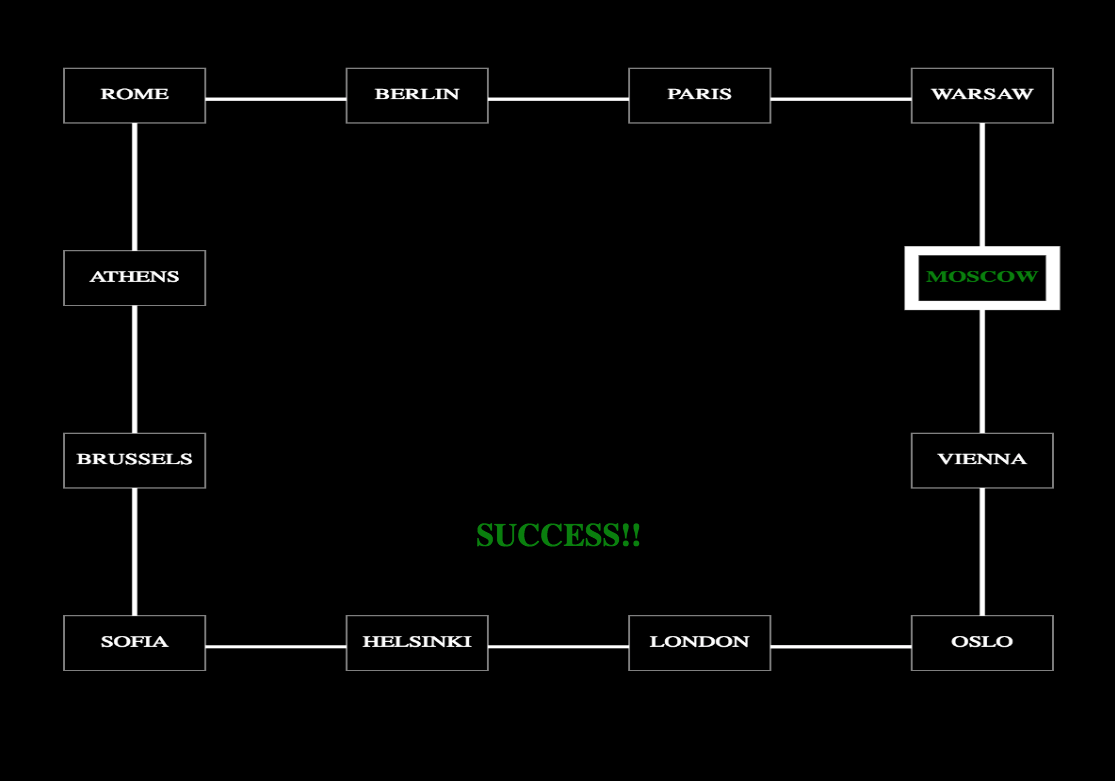 ROME BERLIN PARIS WARSAW
ATHENS MOSCOW
BRUSSELS VIENNA
SUCCESS!!
SOFIA HELSINKI LONDON OSLO